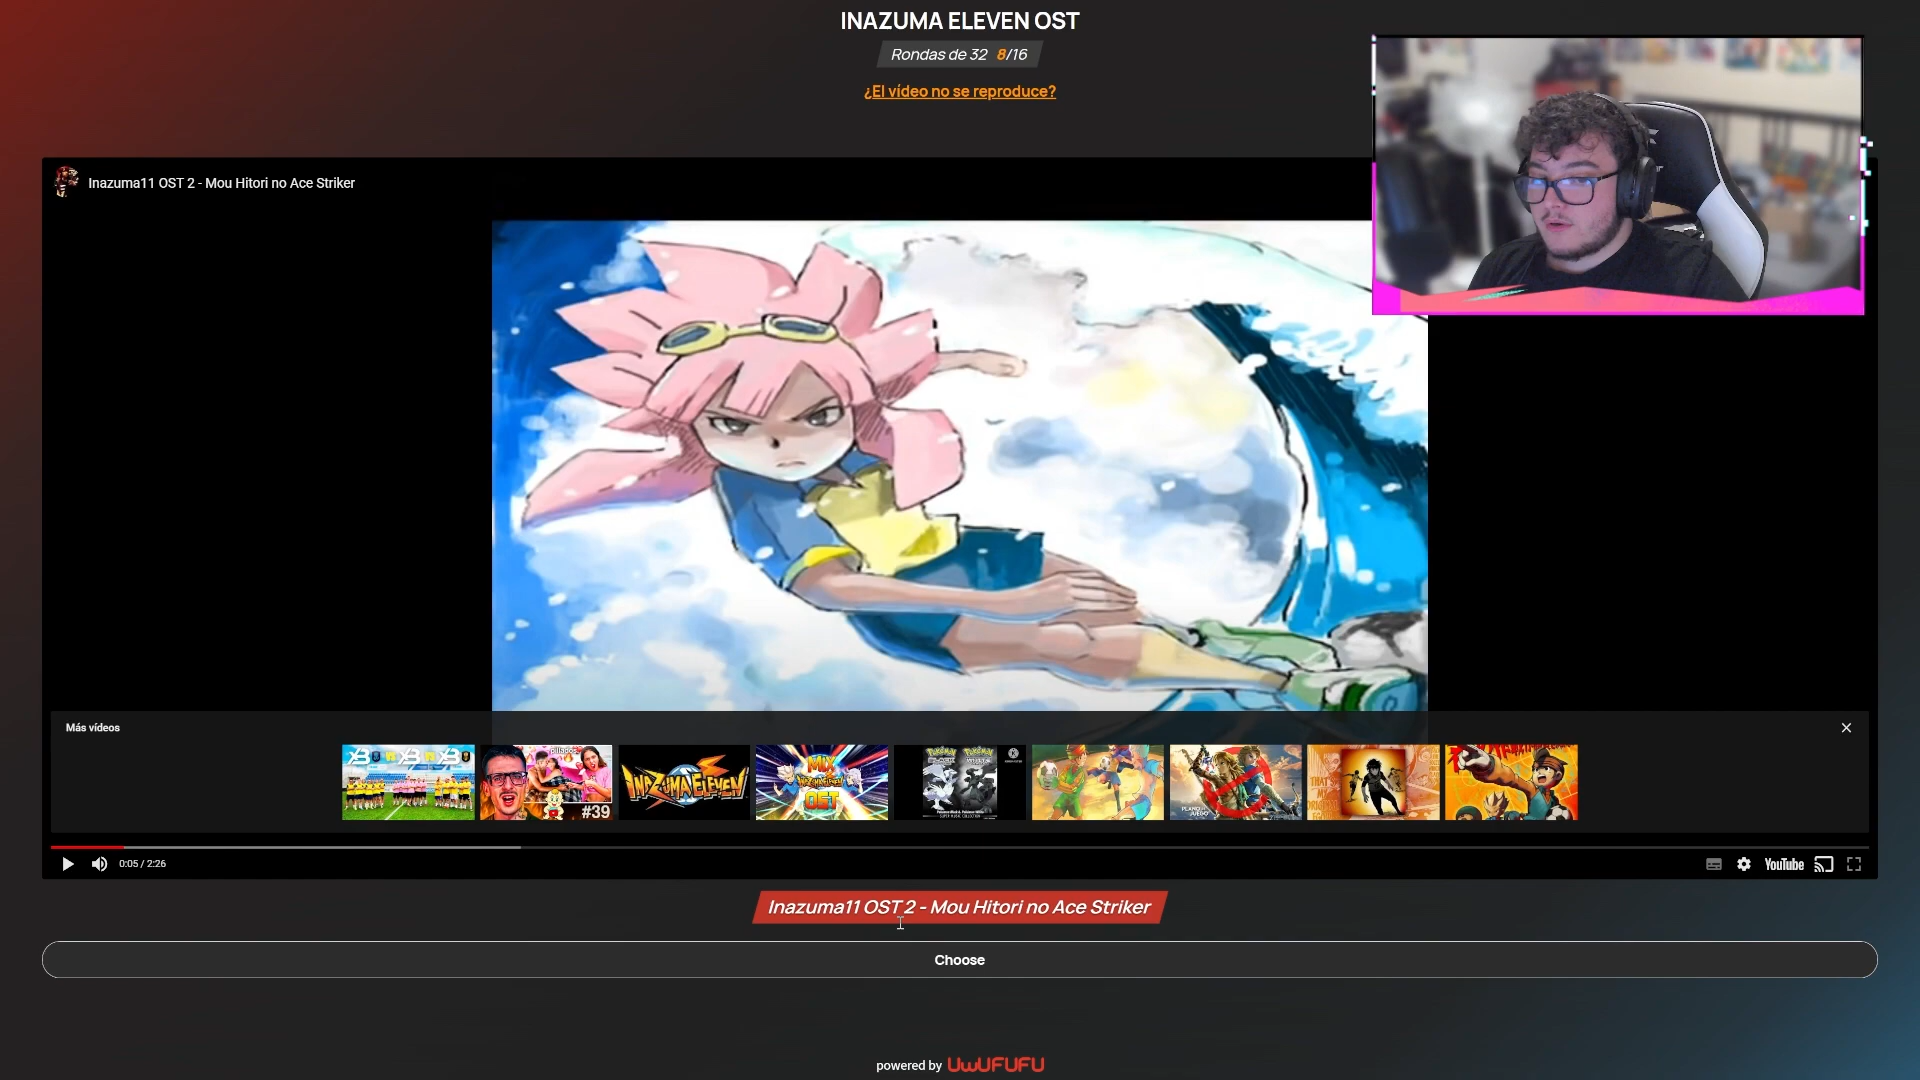 INAZUMA ELEVEN OST
Rondas de 32 8/16
¿El vídeo no se reproduce?
Inazuma11 OST 2 - Mou Hitori no Ace Striker
Más vídeos
#39
INAZUMA ELEVEN
MIX
OST
0:05 / 2:26
YouTube
Inazuma11 OST 2 - Mou Hitori no Ace Striker
Choose
powered by UwUFUFU